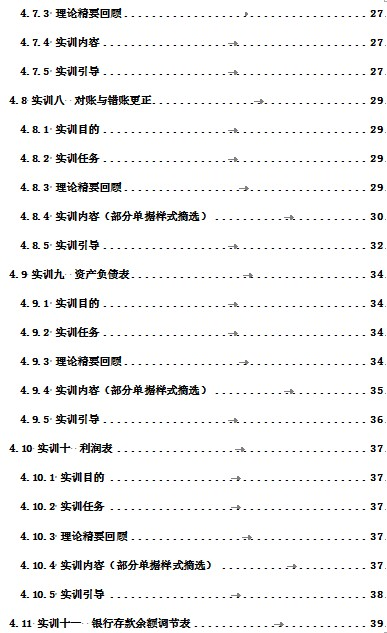 4.7.3 理论精要回顾 → 27
4.7.4 实训内容 → 27
4.7.5 实训引导 → 27
4.8 实训八 对账与错账更正 → 29
4.8.1 实训目的 → 29
4.8.2 实训任务 → 29
4.8.3 理论精要回顾 → 29
4.8.4 实训内容（部分单据样式摘选） → 30
4.8.5 实训引导 → 32
4.9 实训九 资产负债表 → 34
4.9.1 实训目的 → 34
4.9.2 实训任务 → 34
4.9.3 理论精要回顾 → 34
4.9.4 实训内容（部分单据样式摘选） → 35
4.9.5 实训引导 → 36
4.10 实训十 利润表 → 37
4.10.1 实训目的 → 37
4.10.2 实训任务 → 37
4.10.3 理论精要回顾 → 37
4.10.4 实训内容（部分单据样式摘选） → 37
4.10.5 实训引导 → 38
4.11 实训十一 银行存款余额调节表 → 39